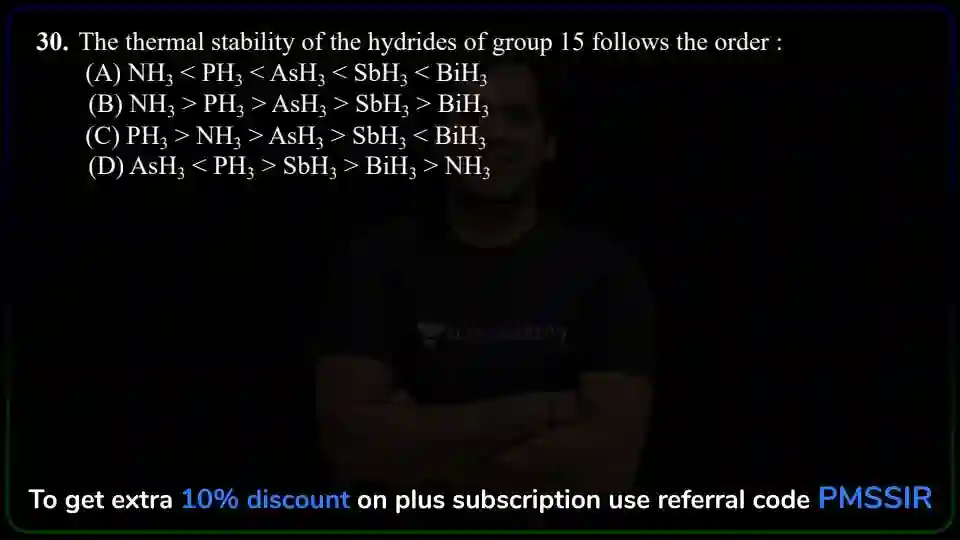 30. The thermal stability of the hydrides of group 15 follows the order :
(A) NH₃ < PH₃ < AsH₃ < SbH₃ < BiH₃
(B) NH₃ > PH₃ > AsH₃ > SbH₃ > BiH₃
(C) PH₃ > NH₃ > AsH₃ > SbH₃ < BiH₃
(D) AsH₃ < PH₃ > SbH₃ > BiH₃ > NH₃
To get extra 10% discount on plus subscription use referral code PMSSIR